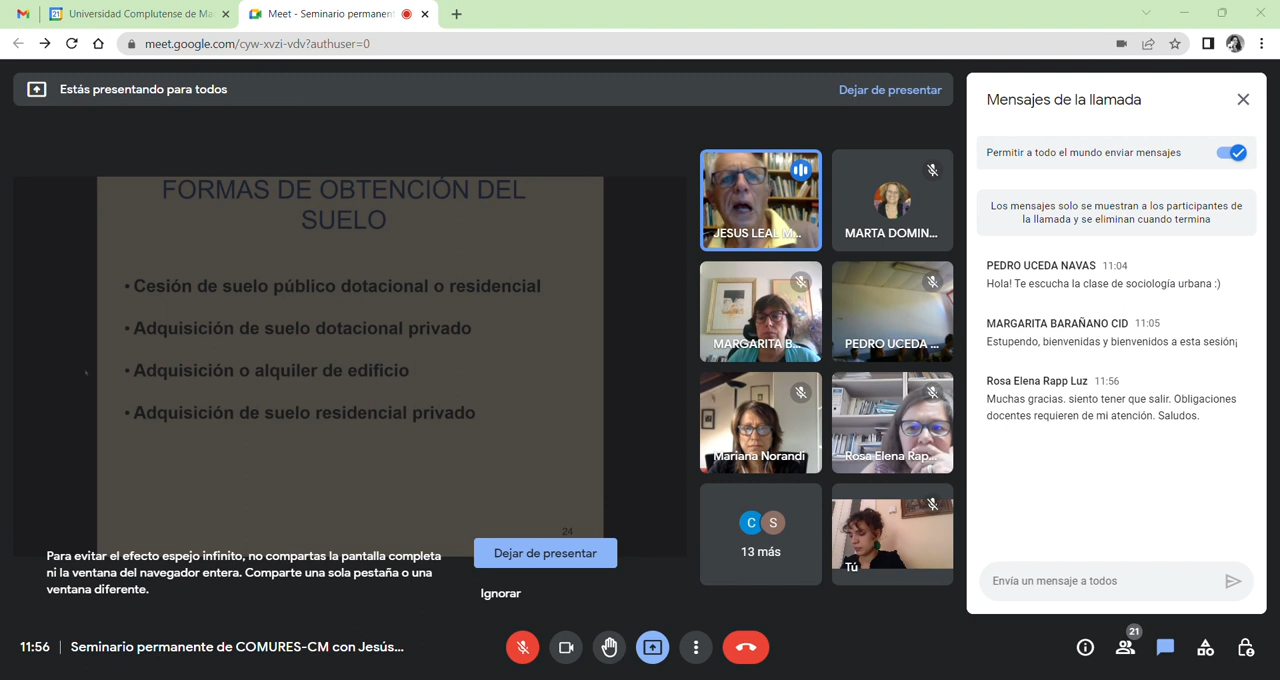 Universidad Complutense de Ma
Meet - Seminario permanen
meet.google.com/cyw-xvzi-vdv?authuser=0
Estás presentando para todos
Dejar de presentar
FORMAS DE OBTENCIÓN DEL
SUELO
• Cesión de suelo público dotacional o residencial
• Adquisición de suelo dotacional privado
• Adquisición o alquiler de edificio
• Adquisición de suelo residencial privado
24
Para evitar el efecto espejo infinito, no compartas la pantalla completa
ni la ventana del navegador entera. Comparte una sola pestaña o una
ventana diferente.
Dejar de presentar
Ignorar
JESUS LEAL M...
MARTA DOMIN...
MARGARITA B...
PEDRO UCEDA ...
Mariana Norandi
Rosa Elena Rap...
C S
13 más
Tú
Mensajes de la llamada
Permitir a todo el mundo enviar mensajes
Los mensajes solo se muestran a los participantes de
la llamada y se eliminan cuando termina
PEDRO UCEDA NAVAS 11:04
Hola! Te escucha la clase de sociología urbana :)
MARGARITA BARAÑANO CID 11:05
Estupendo, bienvenidas y bienvenidos a esta sesión¡
Rosa Elena Rapp Luz 11:56
Muchas gracias. siento tener que salir. Obligaciones
docentes requieren de mi atención. Saludos.
Envía un mensaje a todos
11:56 | Seminario permanente de COMURES-CM con Jesús...
21